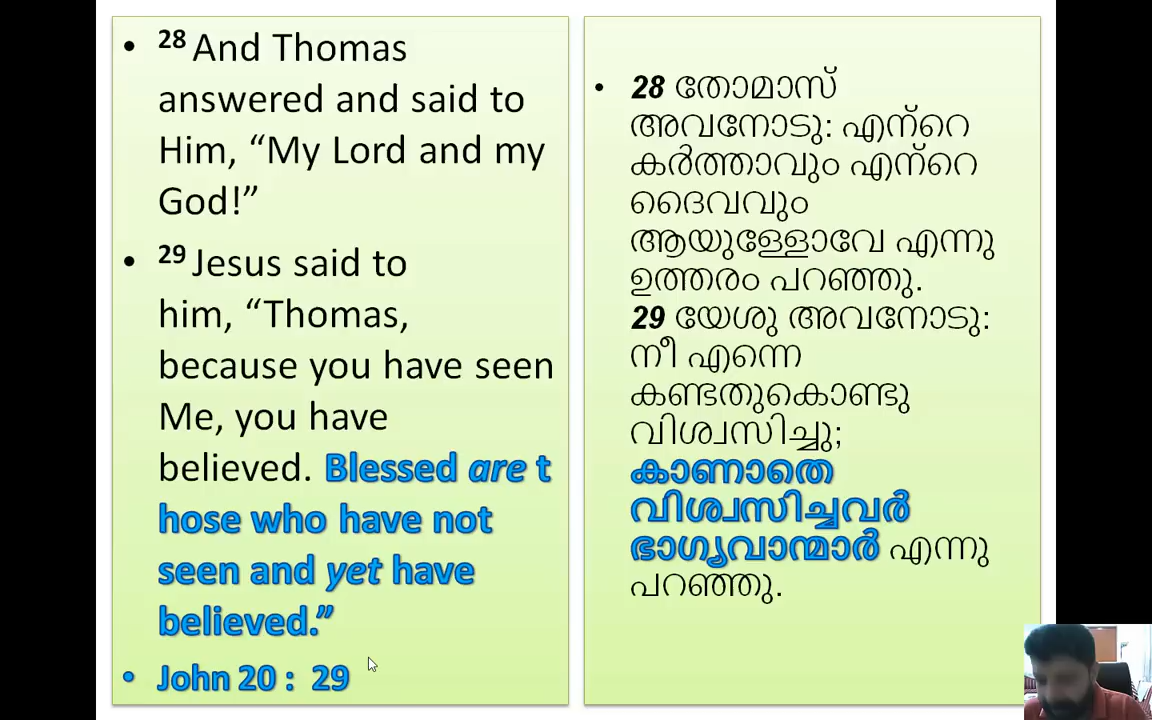 • 28 And Thomas
answered and said to
Him, “My Lord and my
God!”
• 29 Jesus said to
him, “Thomas,
because you have seen
Me, you have
believed. Blessed are t
hose who have not
seen and yet have
believed.”
• John 20 : 29
• 28 തോമാസ്
അവനോടു: എന്റെ
കർത്താവും എന്റെ
ദൈവവും
ആയുള്ളോവേ എന്നു
ഉത്തരം പറഞ്ഞു.
29 യേശു അവനോടു:
നീ എന്നെ
കണ്ടതുകൊണ്ടു
വിശ്വസിച്ചു;
കാണാതെ
വിശ്വസിച്ചവർ
ഭാഗ്യവാന്മാർ എന്നു
പറഞ്ഞു.